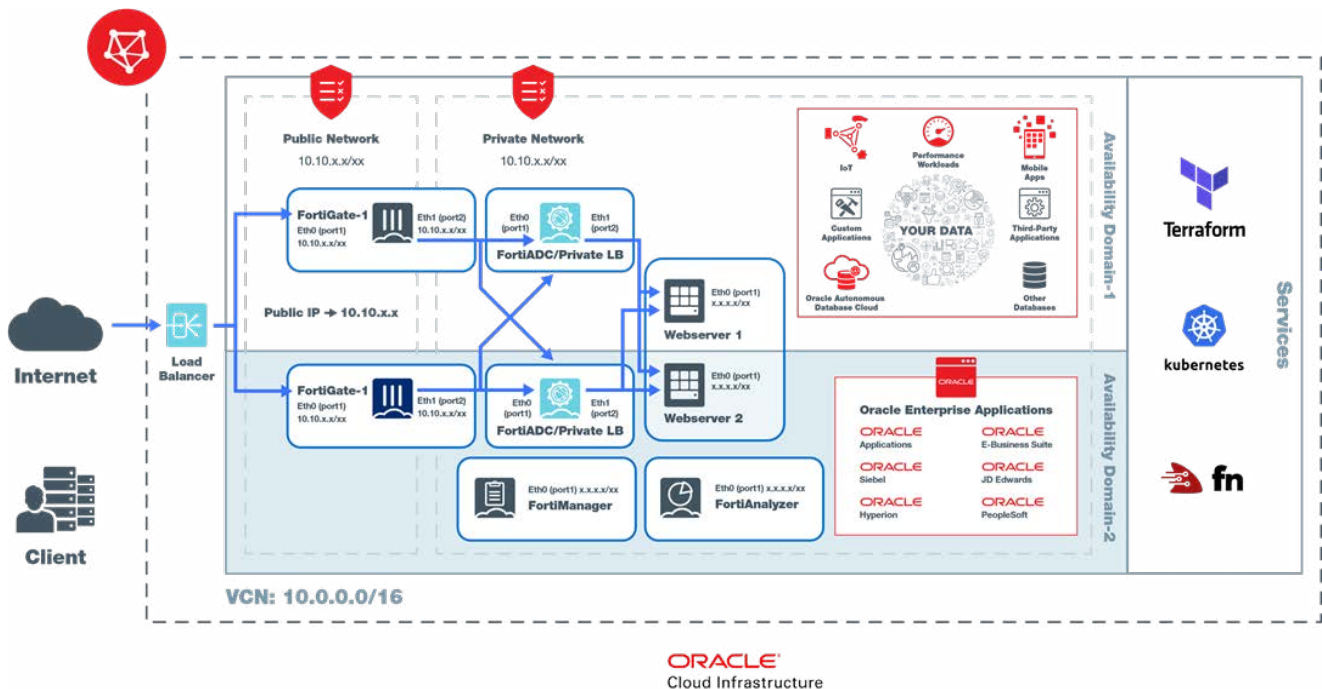 Public Network
10.10.x.x/xx
Private Network
10.10.x.x/xx
FortiGate-1
Eth0 (port1)
10.10.x.x/xx
Eth1 (port2)
10.10.x.x/xx
Eth0
(port1)
Eth1
(port2)
FortiADC/Private LB
Public IP → 10.10.x.x
Internet
Load
Balancer
Eth0 (port1)
x.x.x.x/xx
Webserver 1
Eth0 (port1)
x.x.x.x/xx
Webserver 2
FortiGate-1
Eth0 (port1)
10.10.x.x/xx
Eth1 (port2)
10.10.x.x/xx
Eth0
(port1)
Eth1
(port2)
FortiADC/Private LB
Eth0 (port1) x.x.x.x/xx
FortiManager
Eth0 (port1) x.x.x.x/xx
FortiAnalyzer
Client
IoT
Performance
Workloads
Mobile
Apps
Custom
Applications
YOUR DATA
Third-Party
Applications
Oracle Autonomous
Database Cloud
Other
Databases
Availability Domain-1
ORACLE
Oracle Enterprise Applications
ORACLE
Applications
ORACLE
E-Business Suite
ORACLE
Siebel
ORACLE
JD Edwards
ORACLE
Hyperion
ORACLE
PeopleSoft
Availability Domain-2
Terraform
kubernetes
fn
Services
VCN: 10.0.0.0/16
ORACLE®
Cloud Infrastructure